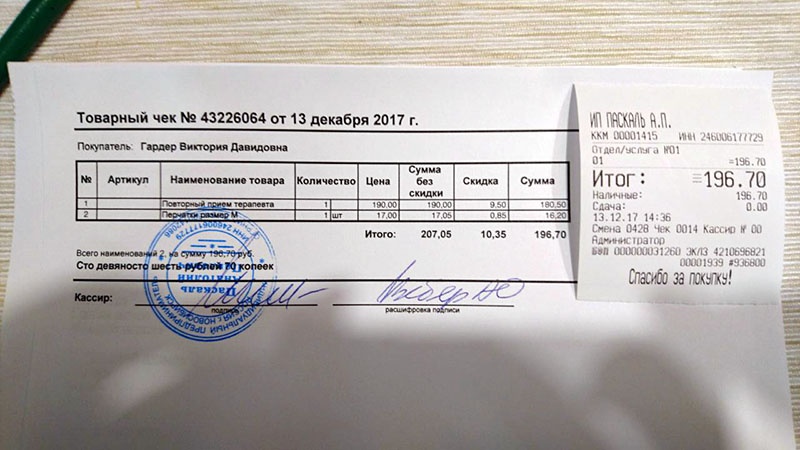 Товарный чек № 43226064 от 13 декабря 2017 г.
Покупатель: Гардер Виктория Давидовна
№ Артикул Наименование товара Количество Цена Сумма без скидки Скидка Сумма
1 Повторный прием терапевта 1 190,00 190,00 9,50 180,50
2 Перчатки размер М 1 шт 17,00 17,05 0,85 16,20
Итого: 207,05 10,35 196,70
Всего наименований 2, на сумму 196,70 руб.
Сто девяносто шесть рублей 70 копеек
Кассир:
подпись расшифровка подписи
Паскаль
Анатолий
ИНН 246006177729
ИП ПАСКАЛЬ А.П.
ККМ 00001415 ИНН 246006177729
Отдел/услуга №01
01 =196.70
Итог: =196.70
Наличные: 196.70
Сдача: 0.00
13.12.17 14:36
Смена 0428 Чек 0014 Кассир № 00
Администратор
000000031260 ЭКЛЗ 4210696821
00001939 #936800
Спасибо за покупку!